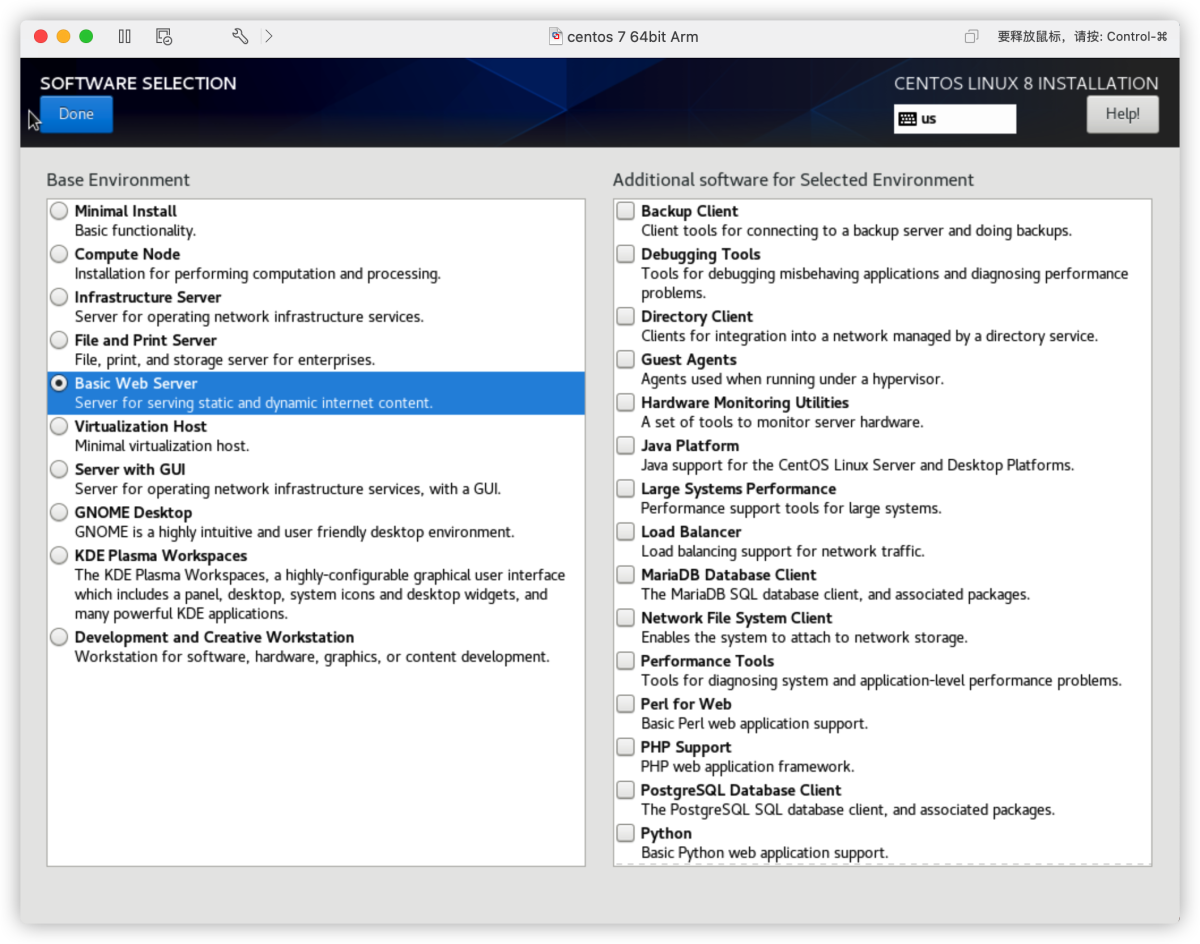 centos 7 64bit Arm
要释放鼠标，请按: Control-⌘
SOFTWARE SELECTION
CENTOS LINUX 8 INSTALLATION
Done
us
Help!
Base Environment
Minimal Install
Basic functionality.
Compute Node
Installation for performing computation and processing.
Infrastructure Server
Server for operating network infrastructure services.
File and Print Server
File, print, and storage server for enterprises.
Basic Web Server
Server for serving static and dynamic internet content.
Virtualization Host
Minimal virtualization host.
Server with GUI
Server for operating network infrastructure services, with a GUI.
GNOME Desktop
GNOME is a highly intuitive and user friendly desktop environment.
KDE Plasma Workspaces
The KDE Plasma Workspaces, a highly-configurable graphical user interface
which includes a panel, desktop, system icons and desktop widgets, and
many powerful KDE applications.
Development and Creative Workstation
Workstation for software, hardware, graphics, or content development.
Additional software for Selected Environment
Backup Client
Client tools for connecting to a backup server and doing backups.
Debugging Tools
Tools for debugging misbehaving applications and diagnosing performance
problems.
Directory Client
Clients for integration into a network managed by a directory service.
Guest Agents
Agents used when running under a hypervisor.
Hardware Monitoring Utilities
A set of tools to monitor server hardware.
Java Platform
Java support for the CentOS Linux Server and Desktop Platforms.
Large Systems Performance
Performance support tools for large systems.
Load Balancer
Load balancing support for network traffic.
MariaDB Database Client
The MariaDB SQL database client, and associated packages.
Network File System Client
Enables the system to attach to network storage.
Performance Tools
Tools for diagnosing system and application-level performance problems.
Perl for Web
Basic Perl web application support.
PHP Support
PHP web application framework.
PostgreSQL Database Client
The PostgreSQL SQL database client, and associated packages.
Python
Basic Python web application support.